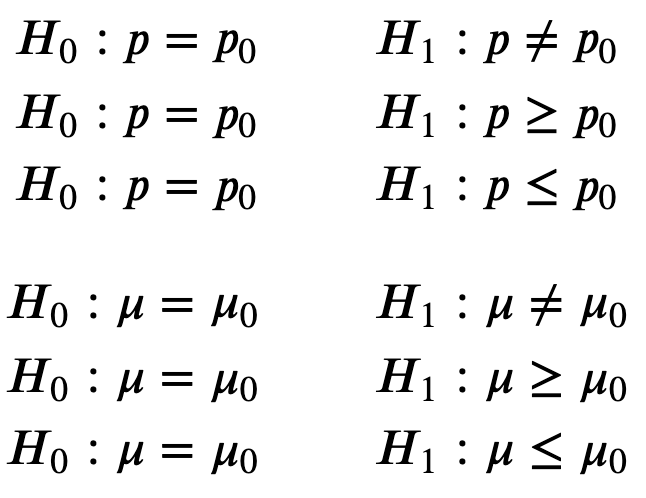 H₀ : p = p₀ H₁ : p ≠ p₀
H₀ : p = p₀ H₁ : p ≥ p₀
H₀ : p = p₀ H₁ : p ≤ p₀
H₀ : μ = μ₀ H₁ : μ ≠ μ₀
H₀ : μ = μ₀ H₁ : μ ≥ μ₀
H₀ : μ = μ₀ H₁ : μ ≤ μ₀